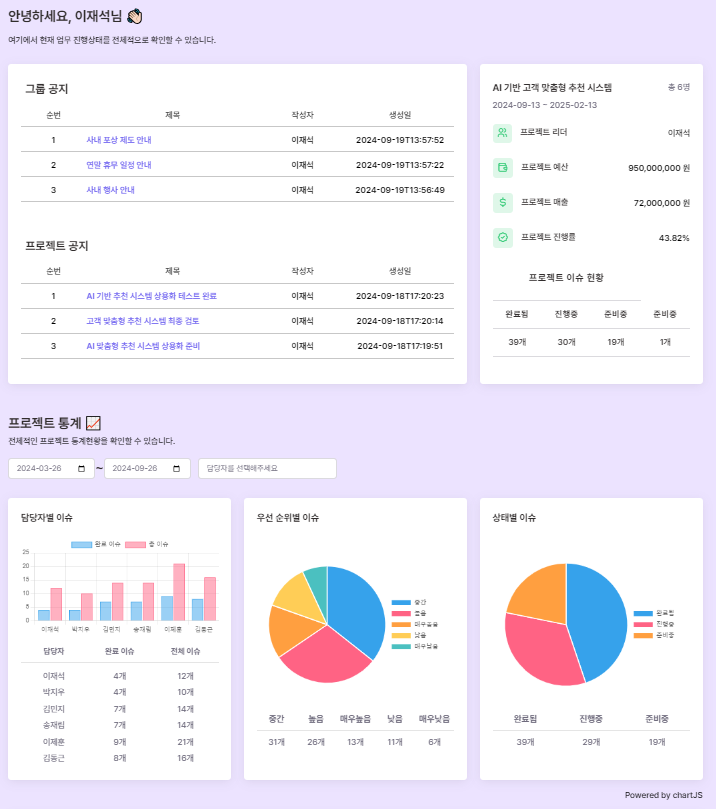 안녕하세요, 이재석님 👋🏻
여기에서 현재 업무 진행상태를 전체적으로 확인할 수 있습니다.
그룹 공지
순번 제목 작성자 생성일
1 사내 포상 제도 안내 이재석 2024-09-19T13:57:52
2 연말 휴무 일정 안내 이재석 2024-09-19T13:57:22
3 사내 행사 안내 이재석 2024-09-19T13:56:49
프로젝트 공지
순번 제목 작성자 생성일
1 AI 기반 추천 시스템 상용화 테스트 완료 이재석 2024-09-18T17:20:23
2 고객 맞춤형 추천 시스템 최종 검토 이재석 2024-09-18T17:20:14
3 AI 맞춤형 추천 시스템 상용화 준비 이재석 2024-09-18T17:19:51
AI 기반 고객 맞춤형 추천 시스템 총 6명
2024-09-13 ~ 2025-02-13
프로젝트 리더 이재석
프로젝트 예산 950,000,000 원
프로젝트 매출 72,000,000 원
프로젝트 진행률 43.82%
프로젝트 이슈 현황
완료됨 진행중 준비중 준비중
39개 30개 19개 1개
프로젝트 통계 📈
전체적인 프로젝트 통계현황을 확인할 수 있습니다.
2024-03-26 ~ 2024-09-26 담당자를 선택해주세요
담당자별 이슈
완료 이슈 총 이슈
25
20
15
10
5
0
이재석 박지우 김민지 송재림 이제훈 김동근
담당자 완료 이슈 전체 이슈
이재석 4개 12개
박지우 4개 10개
김민지 7개 14개
송재림 7개 14개
이제훈 9개 21개
김동근 8개 16개
우선 순위별 이슈
중간
높음
매우높음
낮음
매우낮음
중간 높음 매우높음 낮음 매우낮음
31개 26개 13개 11개 6개
상태별 이슈
완료됨
진행중
준비중
완료됨 진행중 준비중
39개 29개 19개
Powered by chartJS